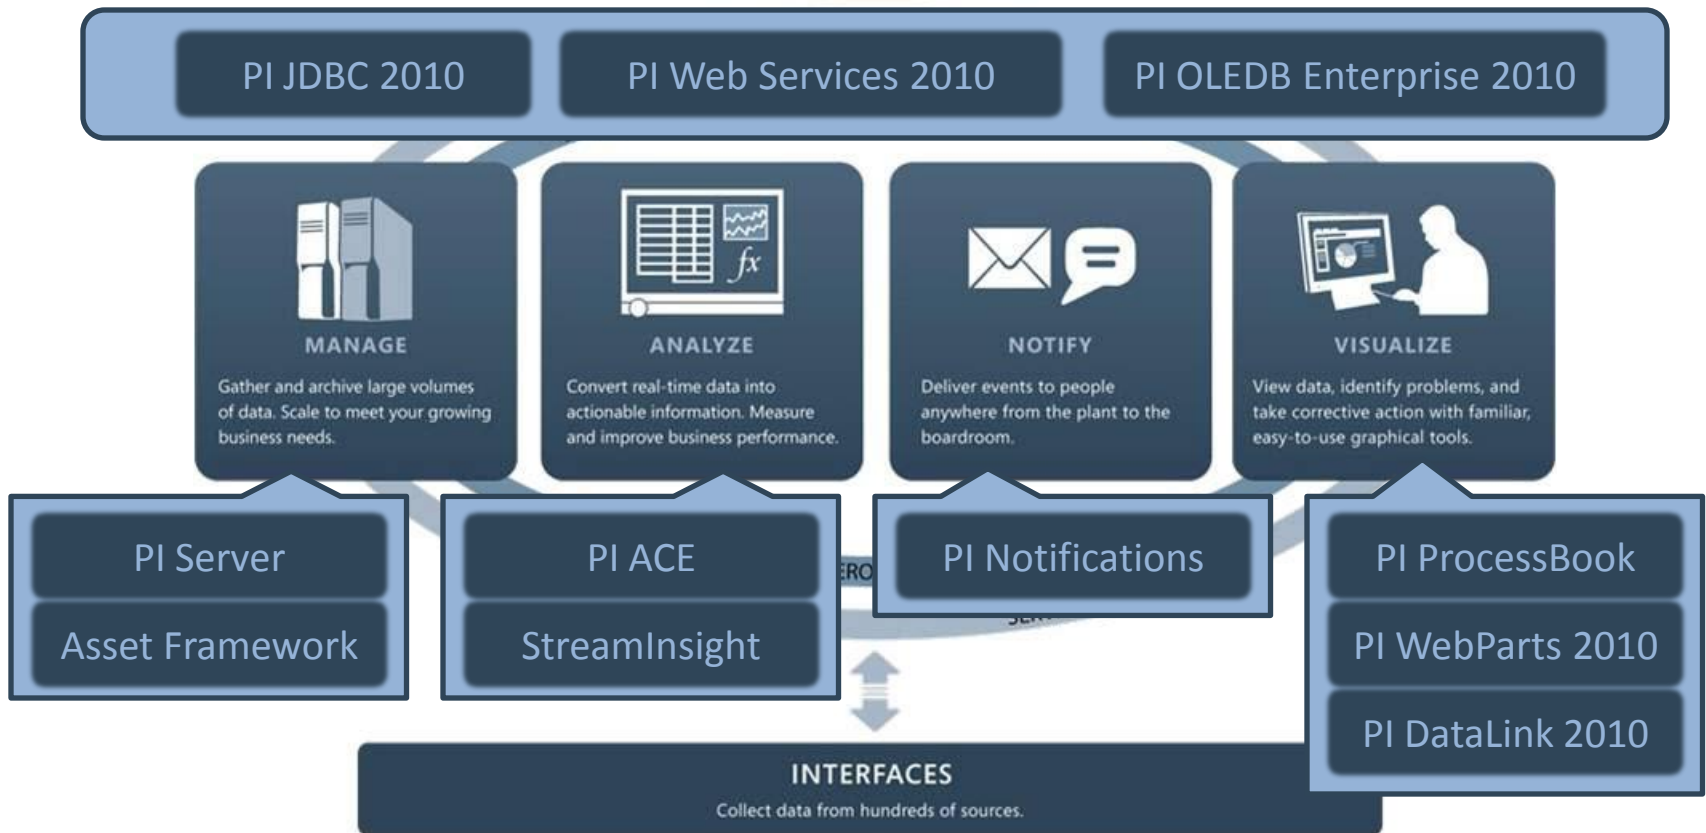 PI JDBC 2010
PI Web Services 2010
PI OLEDB Enterprise 2010
MANAGE
Gather and archive large volumes
of data. Scale to meet your growing
business needs.
ANALYZE
fx
Convert real-time data into
actionable information. Measure
and improve business performance.
NOTIFY
Deliver events to people
anywhere from the plant to the
boardroom.
VISUALIZE
View data, identify problems, and
take corrective action with familiar,
easy-to-use graphical tools.
PI Server
Asset Framework
PI ACE
StreamInsight
PI Notifications
PI ProcessBook
PI WebParts 2010
PI DataLink 2010
INTERFACES
Collect data from hundreds of sources.